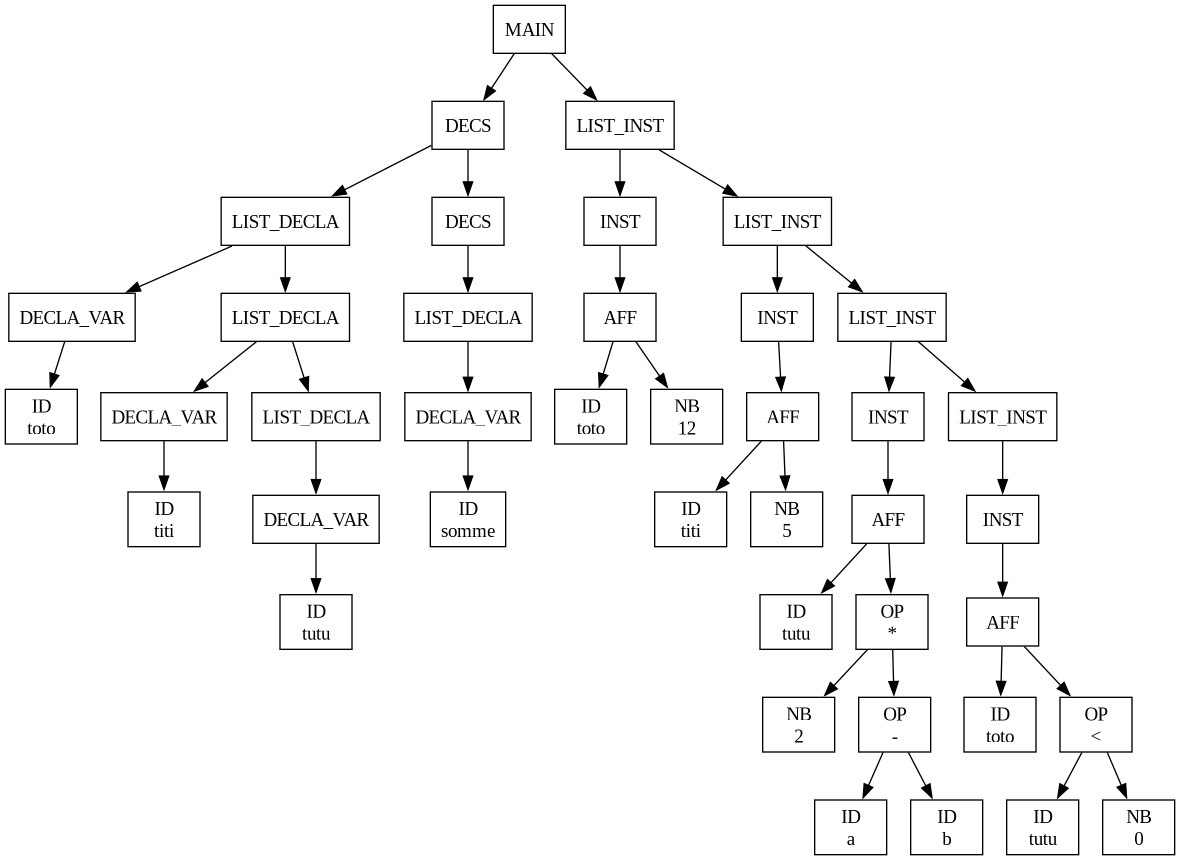 MAIN
DECS
LIST_INST
LIST_DECLA
DECS
INST
LIST_INST
DECLA_VAR
LIST_DECLA
LIST_DECLA
AFF
INST
LIST_INST
ID
toto
DECLA_VAR
LIST_DECLA
DECLA_VAR
ID
toto
NB
12
AFF
INST
LIST_INST
ID
titi
DECLA_VAR
ID
somme
ID
titi
NB
5
AFF
INST
ID
tutu
ID
tutu
OP
*
AFF
NB
2
OP
-
ID
toto
OP
<
ID
a
ID
b
ID
tutu
NB
0